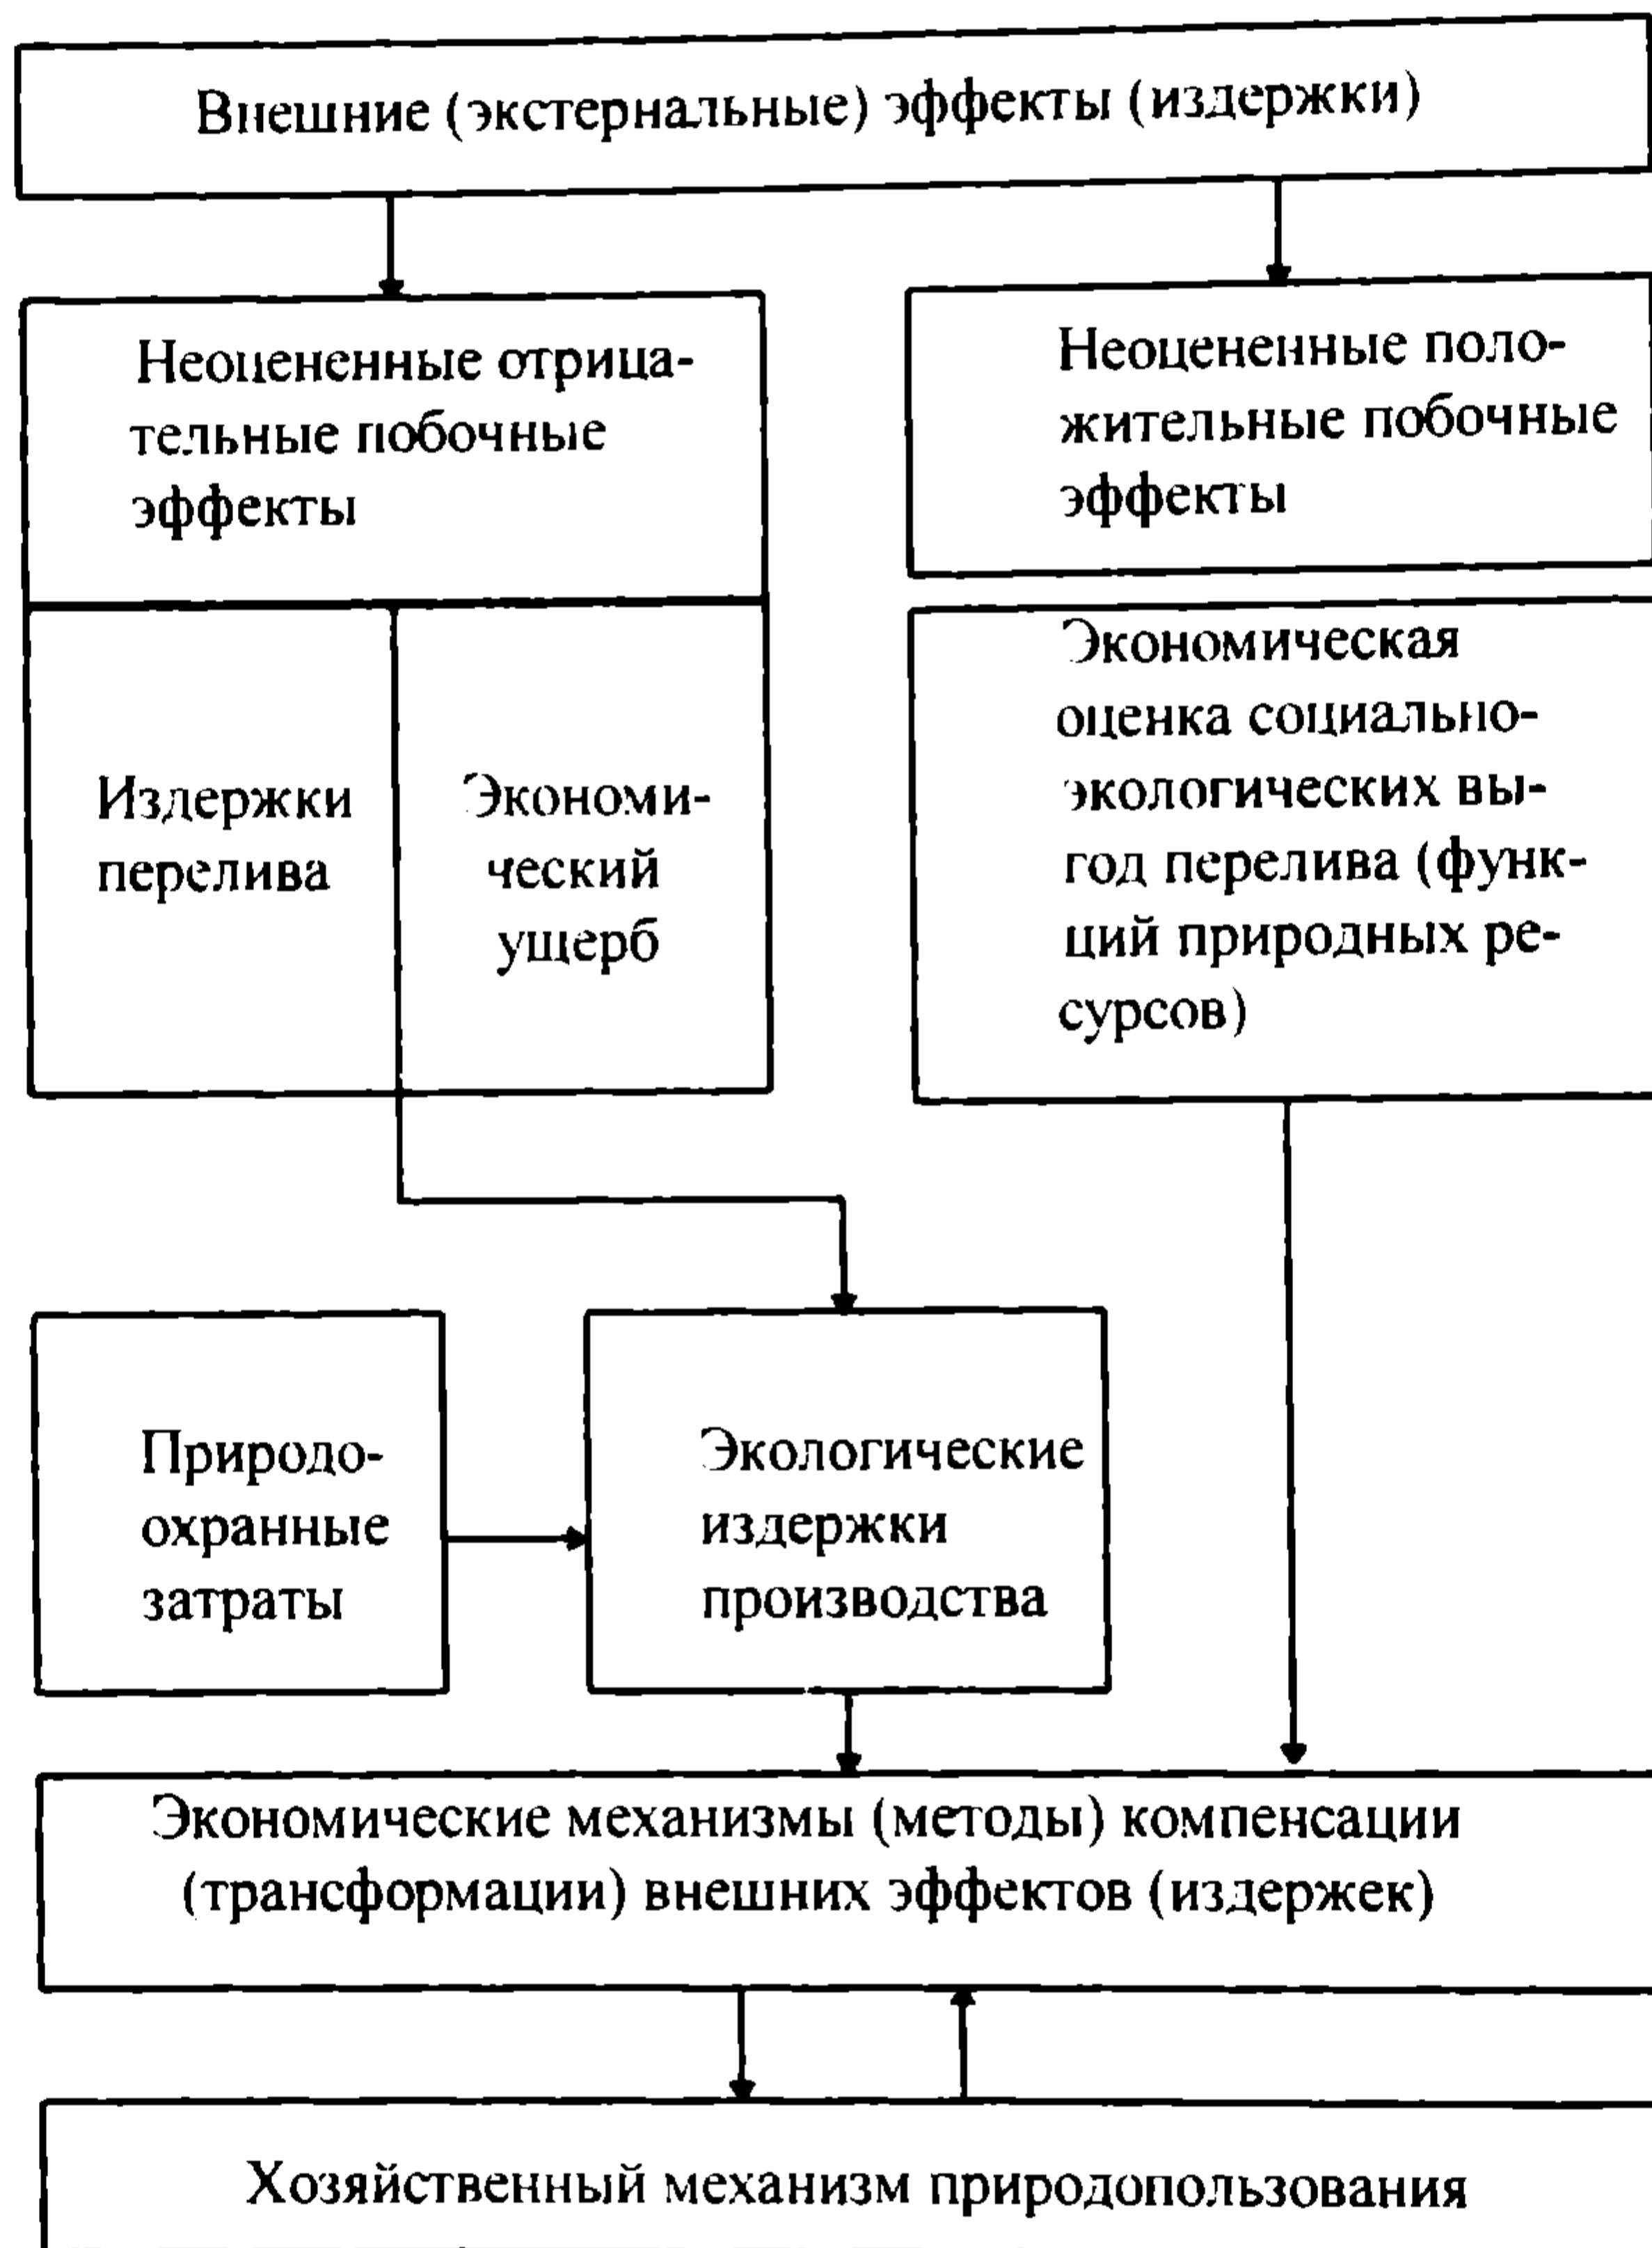 Внешние (экстернальные) эффекты (издержки)
Неоцененные отрица-
тельные побочные
эффекты
Неоцененные поло-
жительные побочные
эффекты
Издержки
перелива
Экономи-
ческий
ущерб
Экономическая
оценка социально-
экологических вы-
год перелива (функ-
ций природных ре-
сурсов)
Природо-
охранные
затраты
Экологические
издержки
производства
Экономические механизмы (методы) компенсации
(трансформации) внешних эффектов (издержек)
Хозяйственный механизм природопользования